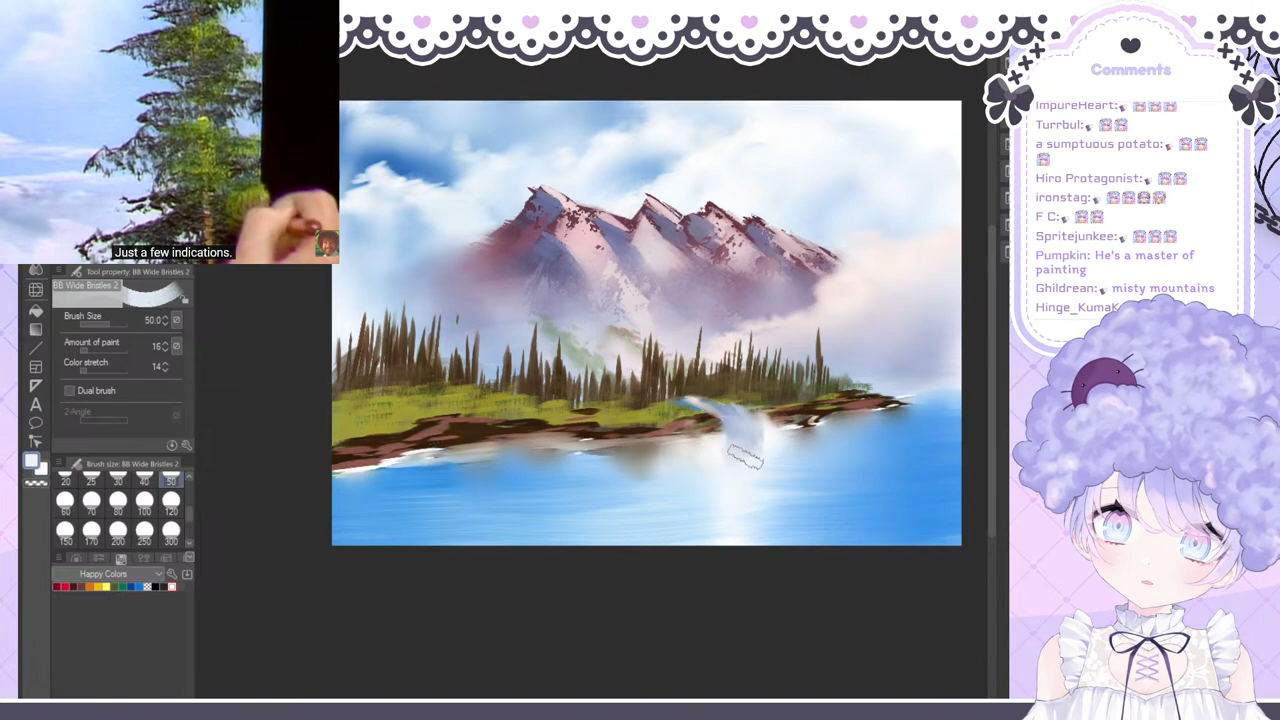 Just a few indications.
Tool property: BB Wide Bristles 2
BB Wide Bristles 2
Brush Size
50.0
Amount of paint
16
Color stretch
14
Dual brush
2-Angle
Brush size: BB Wide Bristles 2
20 25 30 40 50
60 70 80 100 120
150 170 200 250 300
Happy Colors
Comments
ImpureHeart:
Turrbul:
a sumptuous potato:
Hiro Protagonist:
ironstag:
F C:
Spritejunkee:
Pumpkin: He's a master of
painting
Ghildrean: misty mountains
Hinge_KumaK